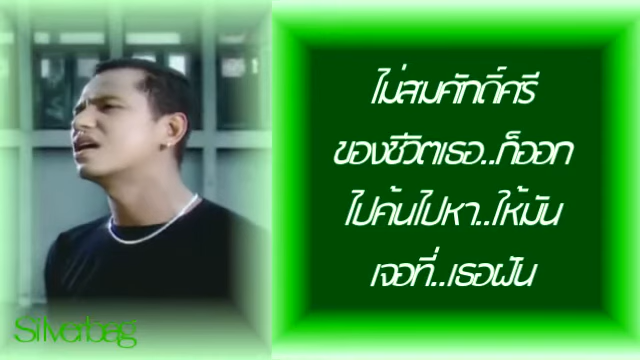 ไม่สมศักดิ์ศรี
ของชีวิตเธอ..ก็ออก
ไปค้นไปหา..ให้มัน
เจอที่..เธอฝัน
Silverbag